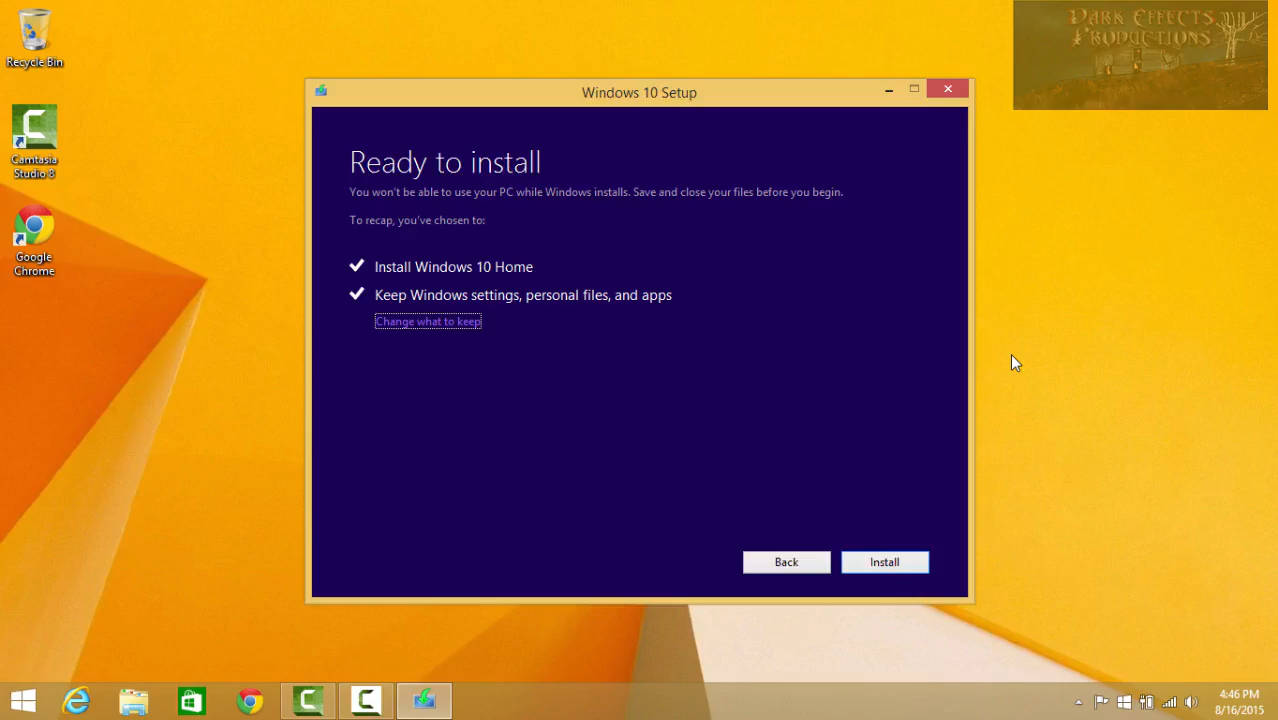 Recycle Bin
Camtasia
Studio 8
Google
Chrome
DARK EFFECTS
PRODUCTIONS
Windows 10 Setup
Ready to install
You won't be able to use your PC while Windows installs. Save and close your files before you begin.
To recap, you've chosen to:
Install Windows 10 Home
Keep Windows settings, personal files, and apps
Change what to keep
Back
Install
4:46 PM
8/16/2015